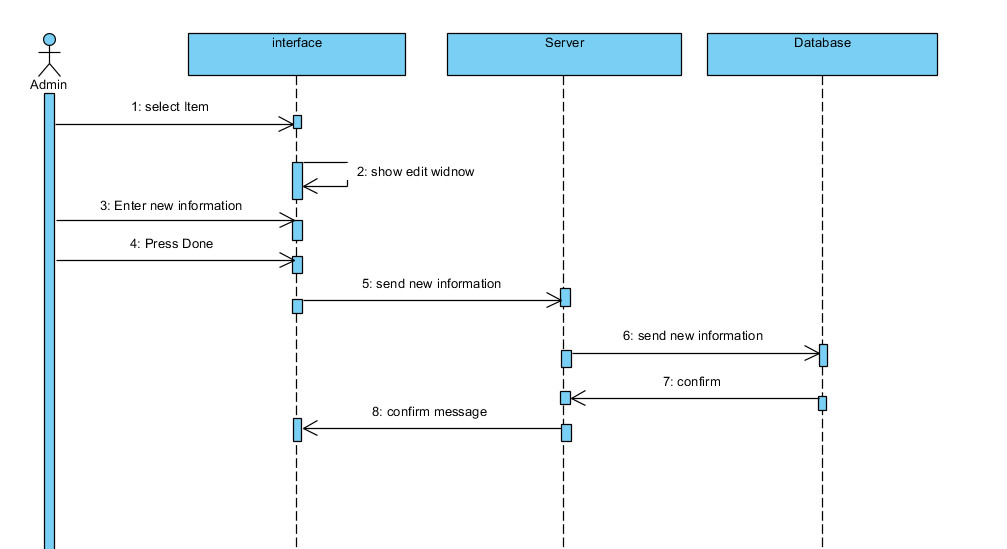 interface
Server
Database
Admin
1: select Item
2: show edit widnow
3: Enter new information
4: Press Done
5: send new information
6: send new information
7: confirm
8: confirm message